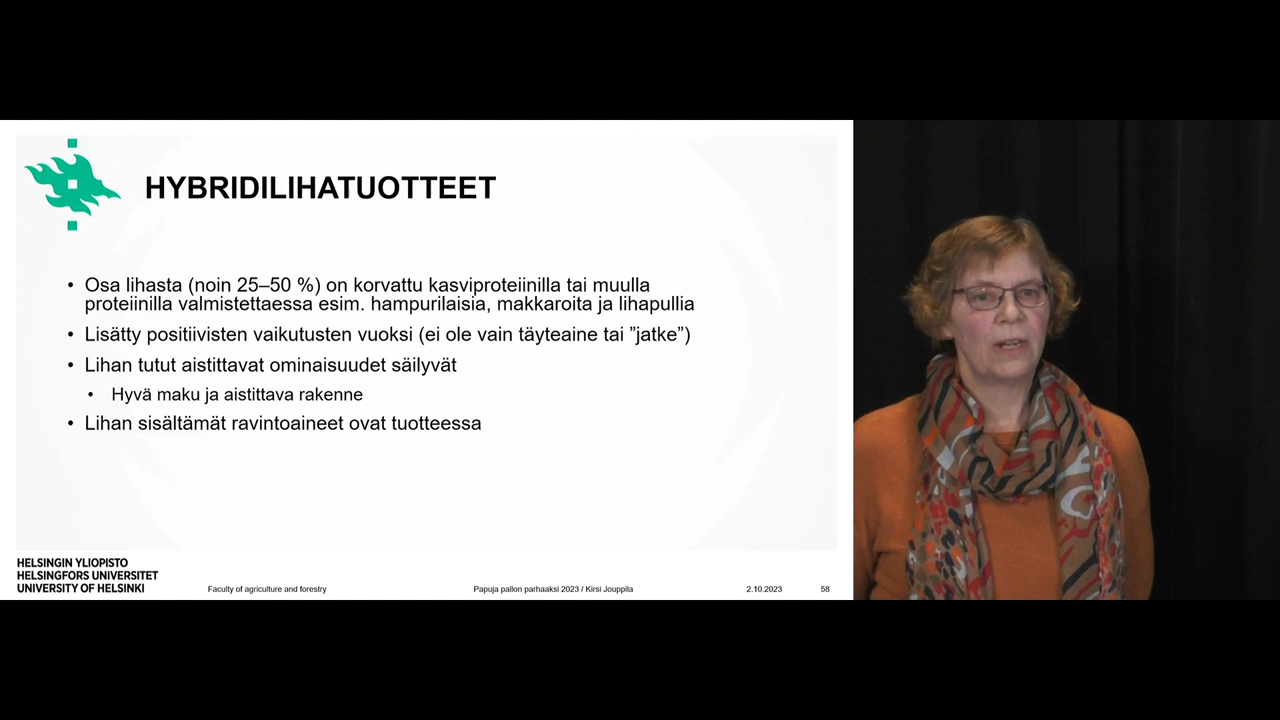 HYBRIDILIHATUOTTEET
• Osa lihasta (noin 25–50 %) on korvattu kasviproteiinilla tai muulla
proteiinilla valmistettaessa esim. hampurilaisia, makkaroita ja lihapullia
• Lisätty positiivisten vaikutusten vuoksi (ei ole vain täyteaine tai ”jatke”)
• Lihan tutut aistittavat ominaisuudet säilyvät
• Hyvä maku ja aistittava rakenne
• Lihan sisältämät ravintoaineet ovat tuotteessa
HELSINGIN YLIOPISTO
HELSINGFORS UNIVERSITET
UNIVERSITY OF HELSINKI
Faculty of agriculture and forestry
Papuja pallon parhaaksi 2023 / Kirsi Jouppila
2.10.2023
58